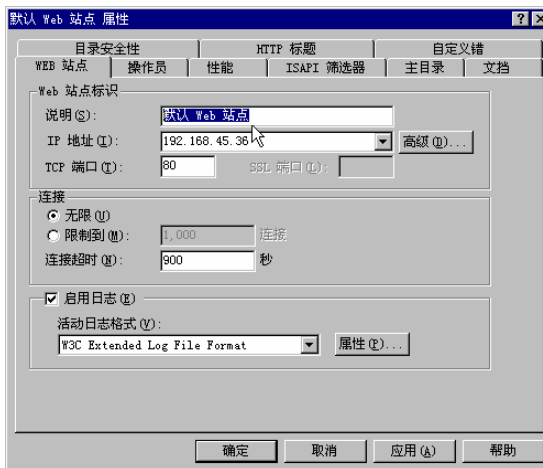 默认 Web 站点 属性
目录安全性 HTTP 标题 自定义错
WEB 站点 操作员 性能 ISAPI 筛选器 主目录 文档
Web 站点标识
说明(S): 默认 Web 站点
IP 地址(I): 192.168.45.36 高级(D)...
TCP 端口(T): 80 SSL 端口(L):
连接
无限(U)
限制到(M): 1,000 连接
连接超时(N): 900 秒
启用日志(E)
活动日志格式(V):
W3C Extended Log File Format 属性(P)...
确定 取消 应用(A) 帮助